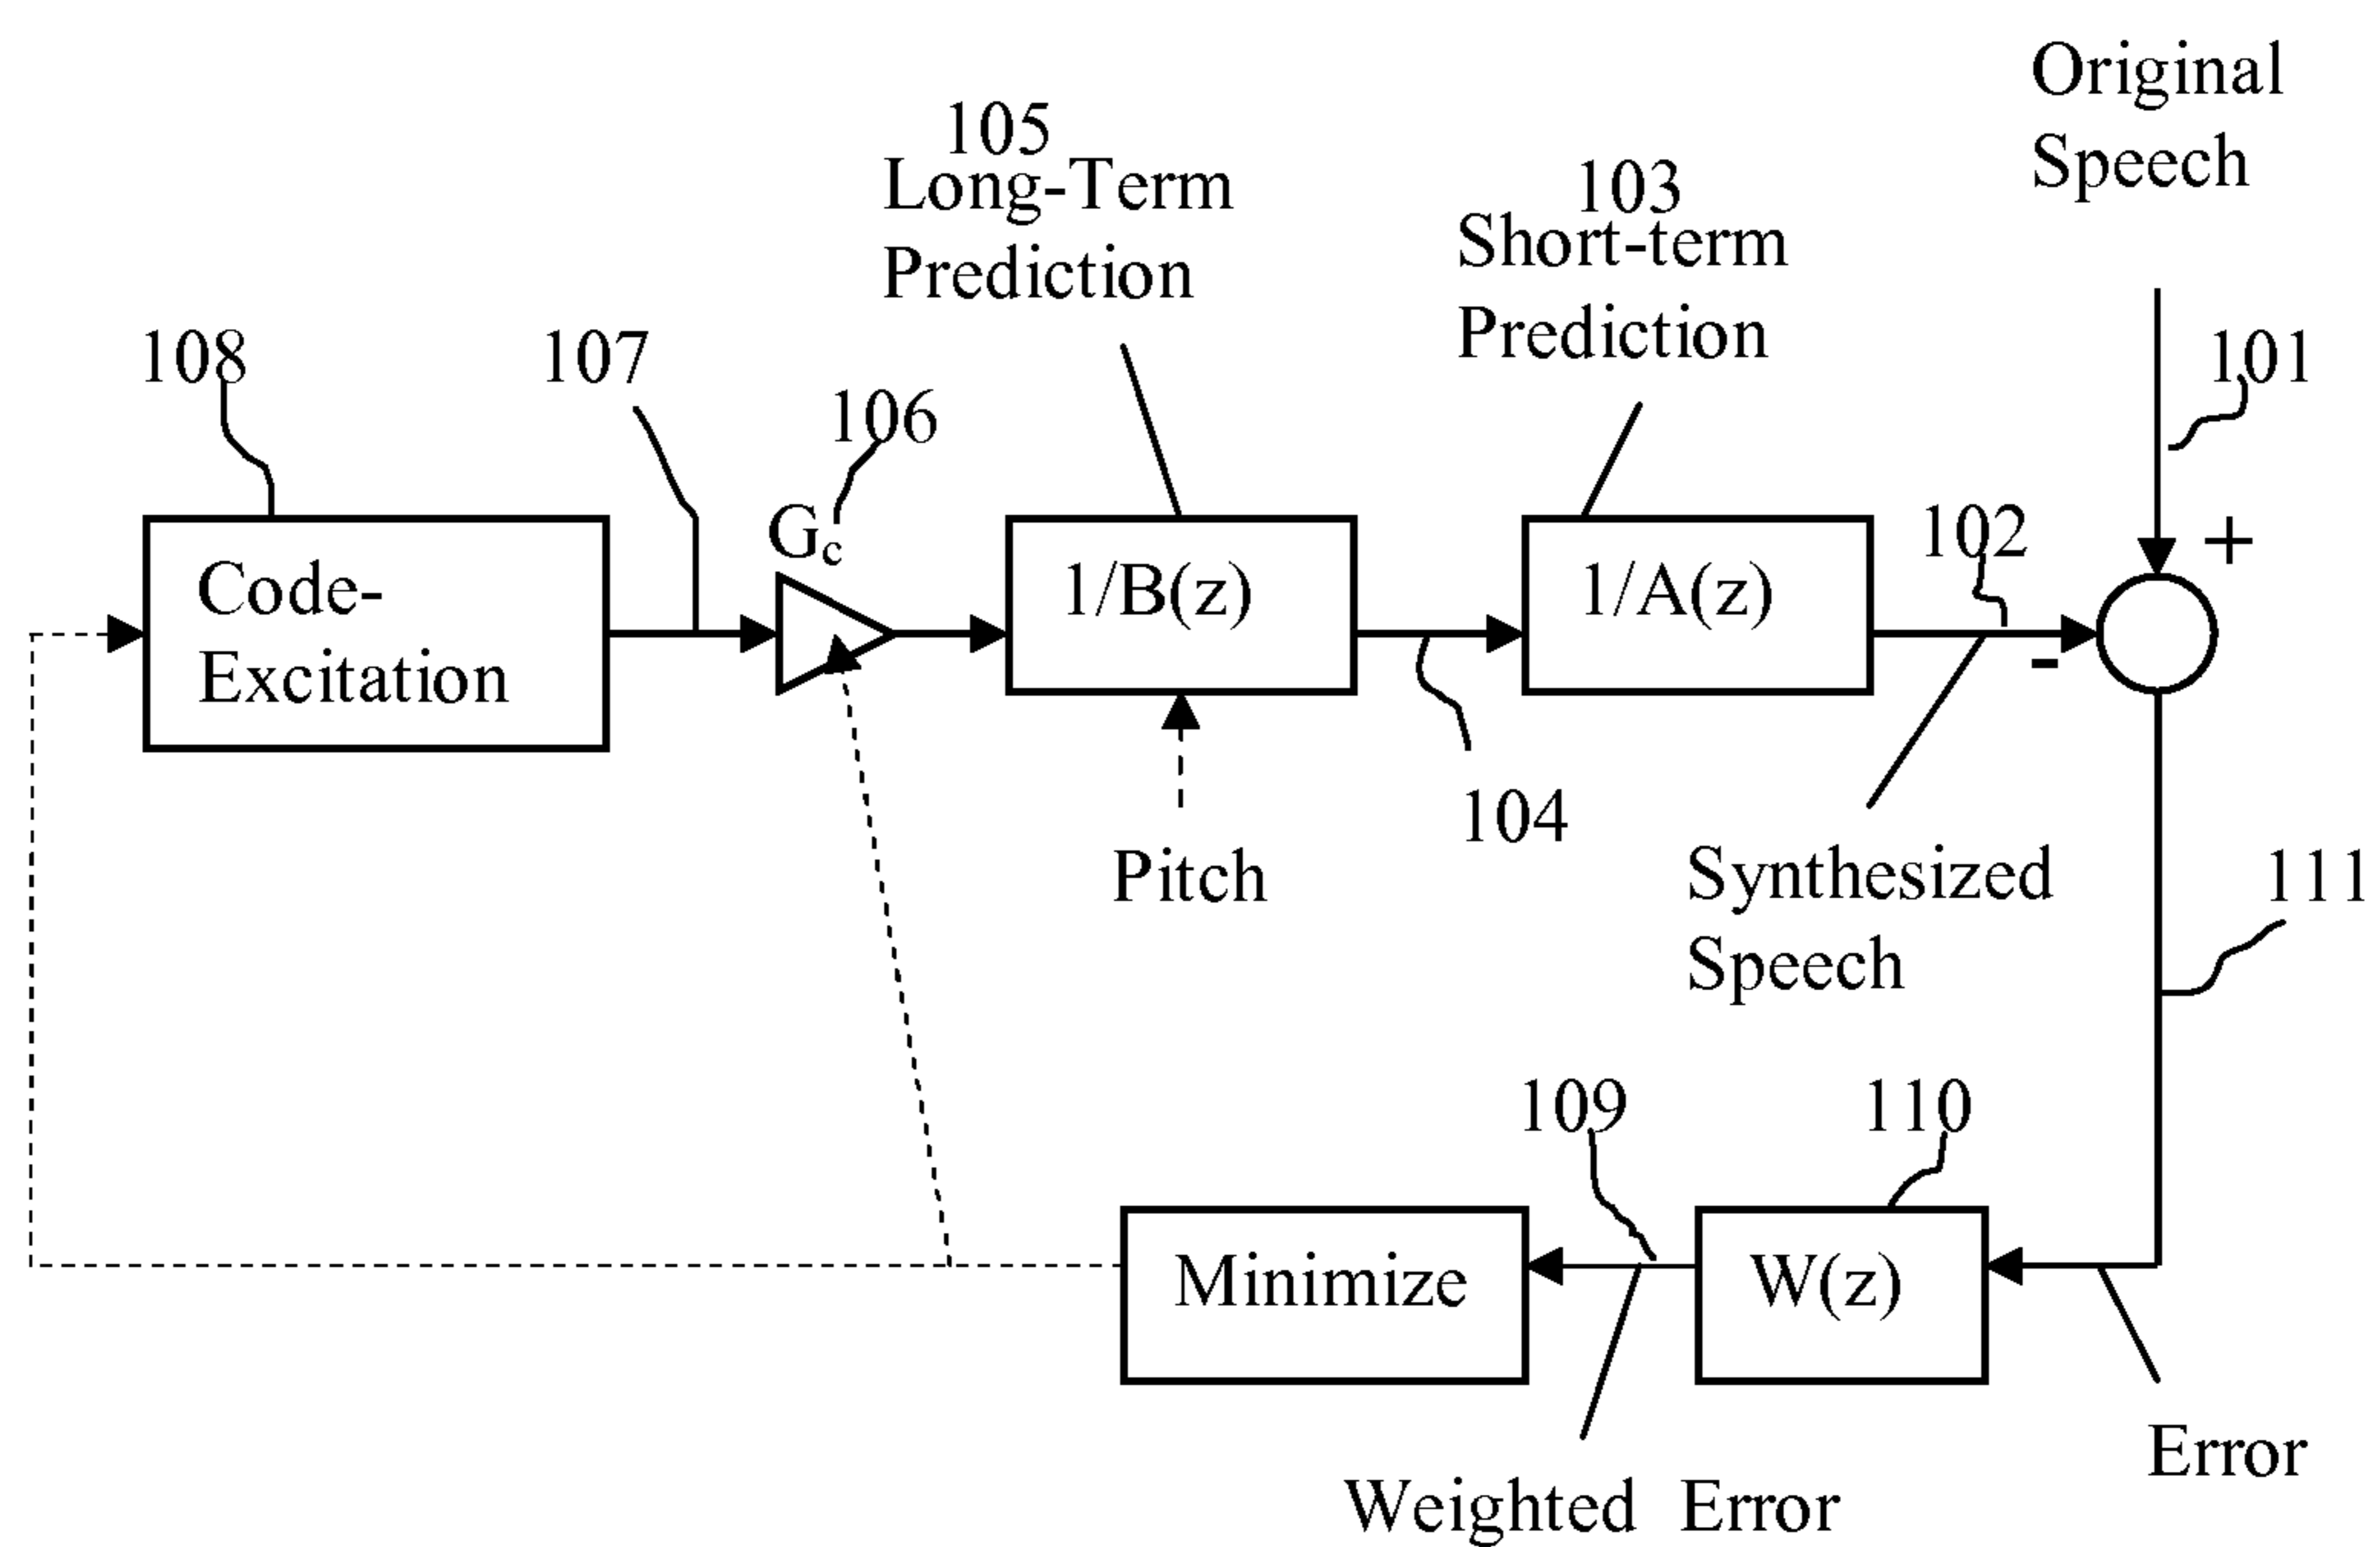 Original
Speech
105
Long-Term
Prediction
103
Short-term
Prediction
108
107
106
101
Gc
102
+
Code-
Excitation
1/B(z)
1/A(z)
-
104
Pitch
Synthesized
Speech
111
109
110
Minimize
W(z)
Error
Weighted Error